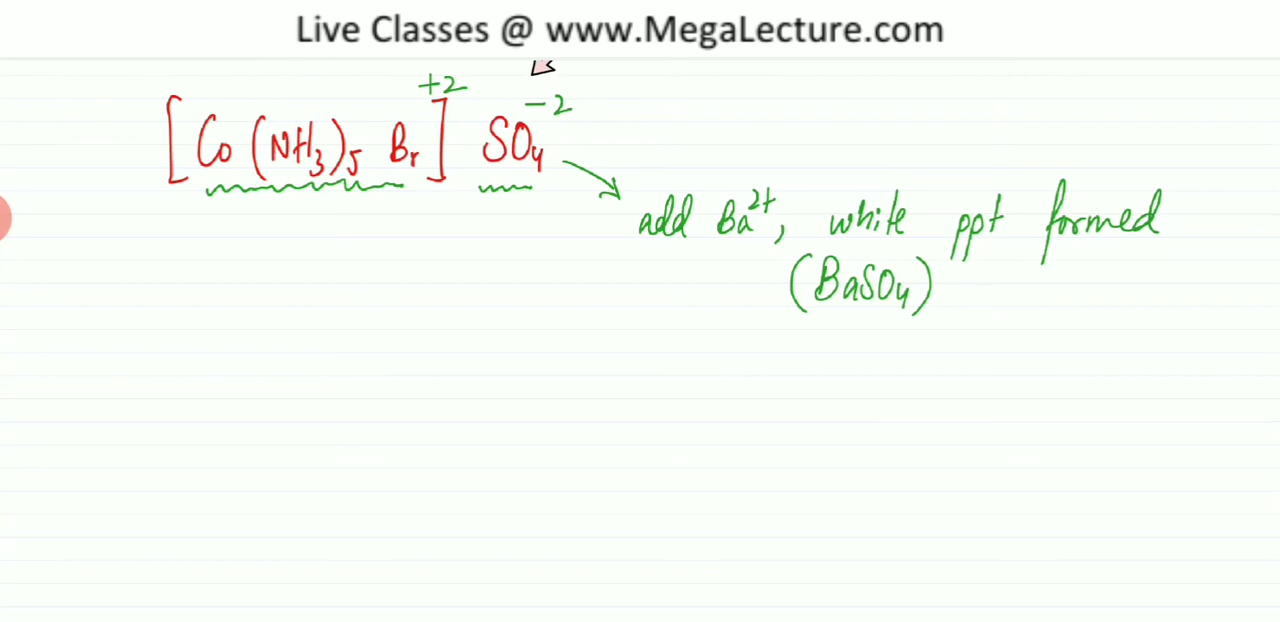 Live Classes @ www.MegaLecture.com
[Co(NH₃)₅ Br]⁺² SO₄⁻²
add Ba²⁺, white ppt formed
(BaSO₄)